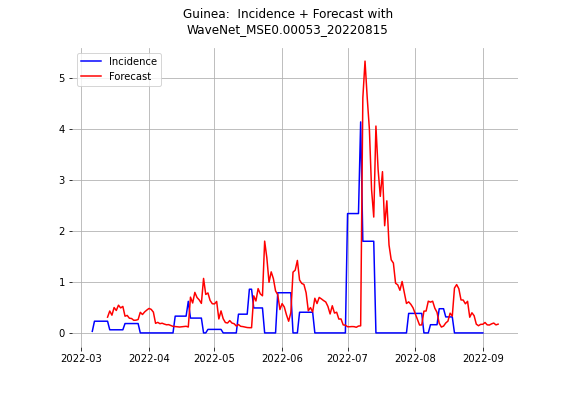 Guinea:  Incidence + Forecast with
WaveNet_MSE0.00053_20220815
Incidence
Forecast
5
4
3
2
1
0
2022-03 2022-04 2022-05 2022-06 2022-07 2022-08 2022-09